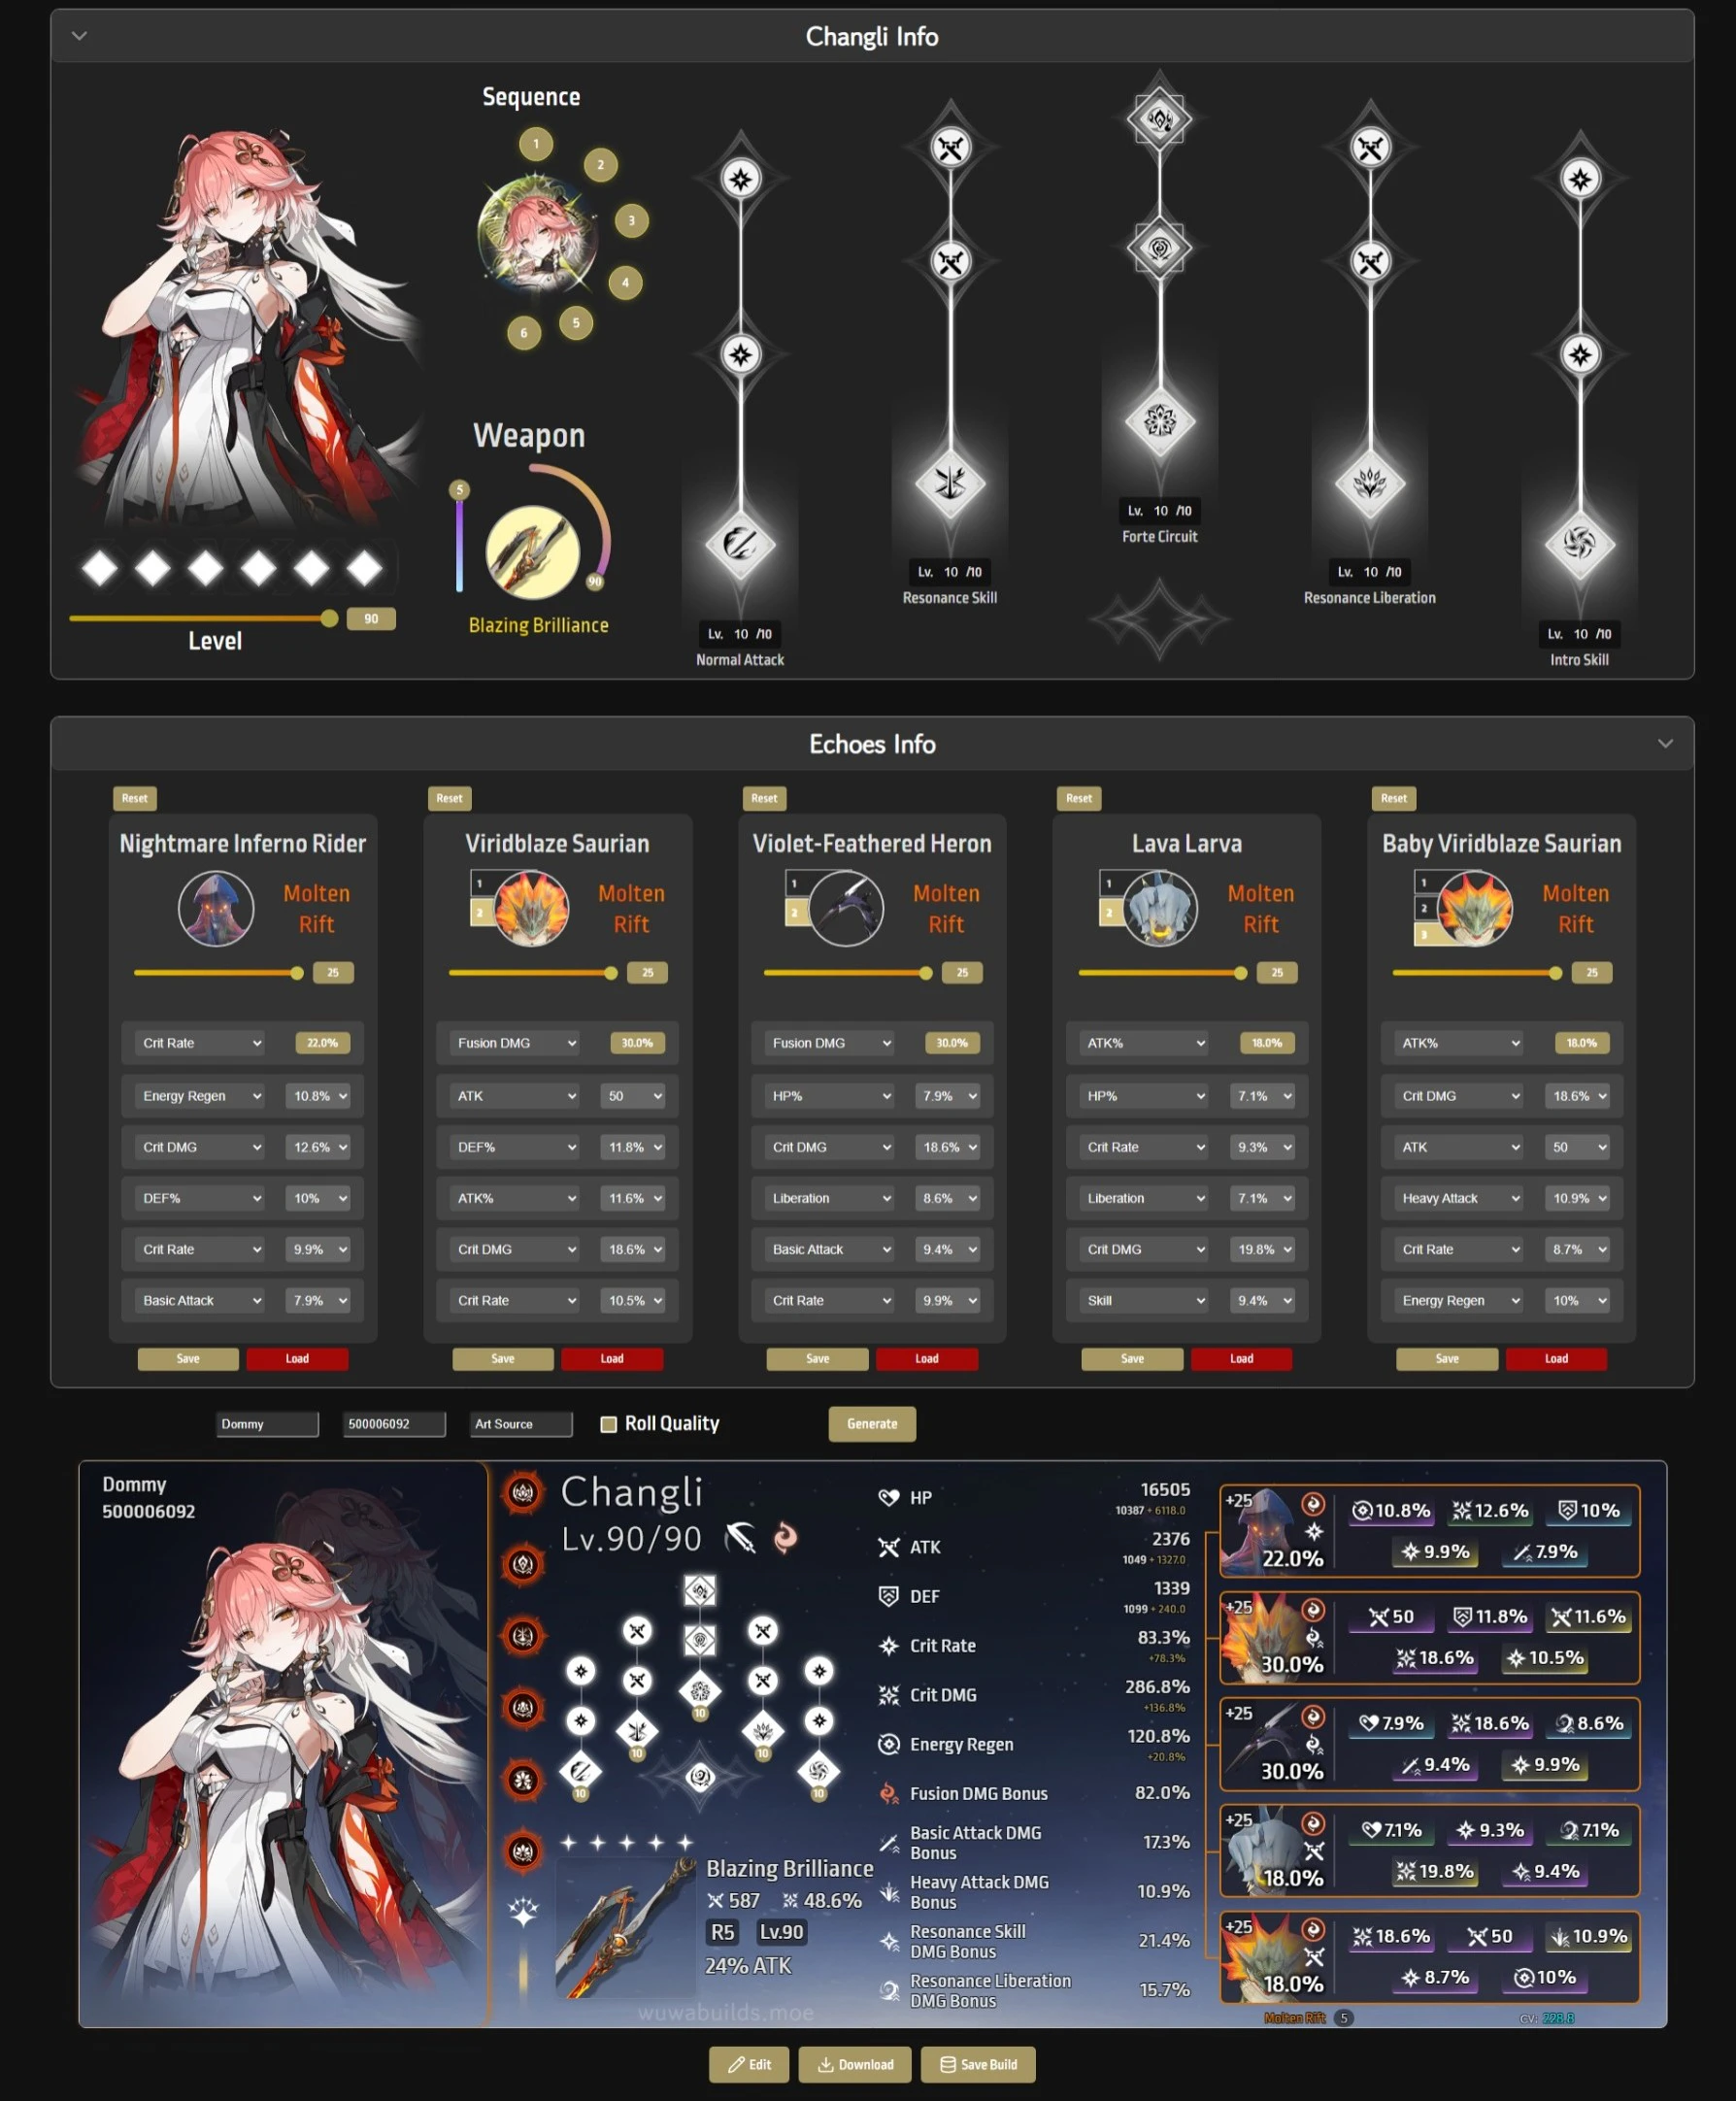 Changli Info
Sequence
1
2
3
4
5
6
Weapon
5
90
Blazing Brilliance
90
Level
Lv. 10 /10
Normal Attack
Lv. 10 /10
Resonance Skill
Lv. 10 /10
Forte Circuit
Lv. 10 /10
Resonance Liberation
Lv. 10 /10
Intro Skill
Echoes Info
Reset
Nightmare Inferno Rider
Molten
Rift
25
Crit Rate 22.0%
Energy Regen 10.8%
Crit DMG 12.6%
DEF% 10%
Crit Rate 9.9%
Basic Attack 7.9%
Save Load
Reset
Viridblaze Saurian
1
2
Molten
Rift
25
Fusion DMG 30.0%
ATK 50
DEF% 11.8%
ATK% 11.6%
Crit DMG 18.6%
Crit Rate 10.5%
Save Load
Reset
Violet-Feathered Heron
1
2
Molten
Rift
25
Fusion DMG 30.0%
HP% 7.9%
Crit DMG 18.6%
Liberation 8.6%
Basic Attack 9.4%
Crit Rate 9.9%
Save Load
Reset
Lava Larva
1
2
Molten
Rift
25
ATK% 18.0%
HP% 7.1%
Crit Rate 9.3%
Liberation 7.1%
Crit DMG 19.8%
Skill 9.4%
Save Load
Reset
Baby Viridblaze Saurian
1
2
3
Molten
Rift
25
ATK% 18.0%
Crit DMG 18.6%
ATK 50
Heavy Attack 10.9%
Crit Rate 8.7%
Energy Regen 10%
Save Load
Dommy 500006092 Art Source Roll Quality Generate
Dommy
500006092
Changli
Lv.90/90
10
10
10
10
10
Blazing Brilliance
587 48.6%
R5 Lv.90
24% ATK
wuwabuilds.moe
HP 16505
10387 + 6118.0
ATK 2376
1049 + 1327.0
DEF 1339
1099 + 240.0
Crit Rate 83.3%
+78.3%
Crit DMG 286.8%
+136.8%
Energy Regen 120.8%
+20.8%
Fusion DMG Bonus 82.0%
Basic Attack DMG
Bonus 17.3%
Heavy Attack DMG
Bonus 10.9%
Resonance Skill
DMG Bonus 21.4%
Resonance Liberation
DMG Bonus 15.7%
+25
22.0%
10.8% 12.6% 10%
9.9% 7.9%
+25
30.0%
50 11.8% 11.6%
18.6% 10.5%
+25
30.0%
7.9% 18.6% 8.6%
9.4% 9.9%
+25
18.0%
7.1% 9.3% 7.1%
19.8% 9.4%
+25
18.0%
18.6% 50 10.9%
8.7% 10%
Molten Rift 5
CV: 228.8
Edit Download Save Build